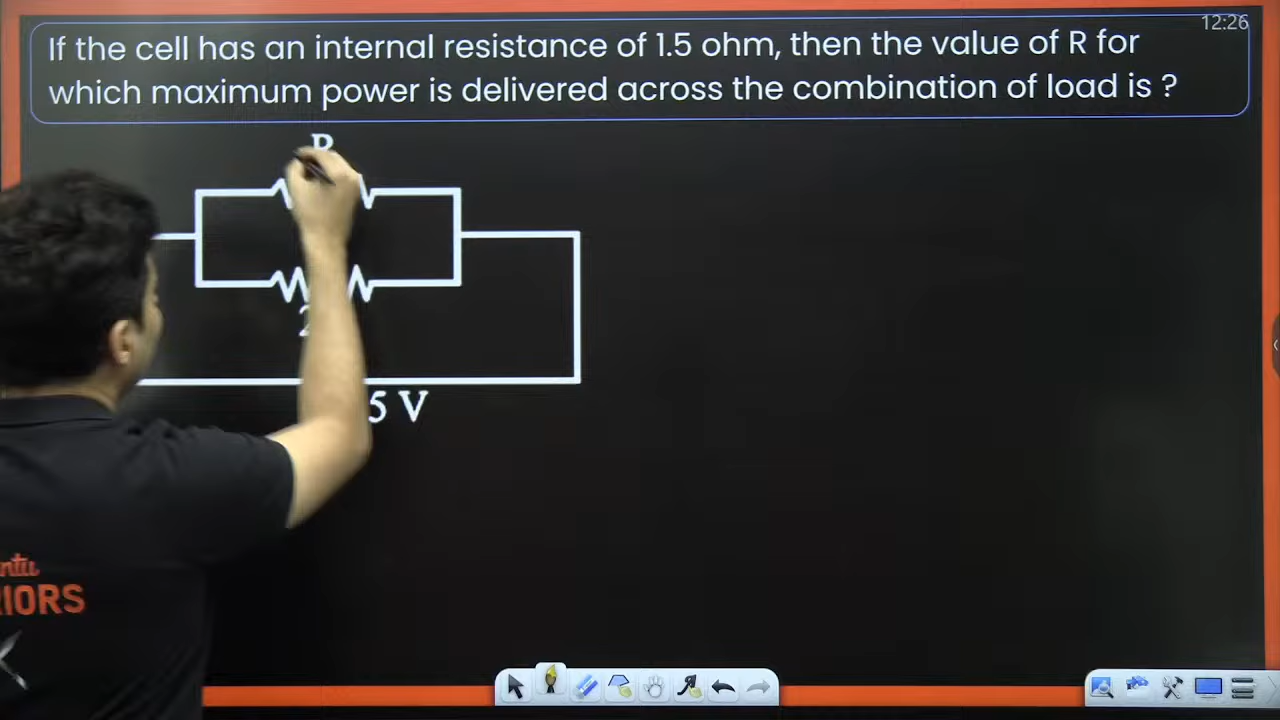 12:26
If the cell has an internal resistance of 1.5 ohm, then the value of R for
which maximum power is delivered across the combination of load is ?
R
2
5 V
IORS